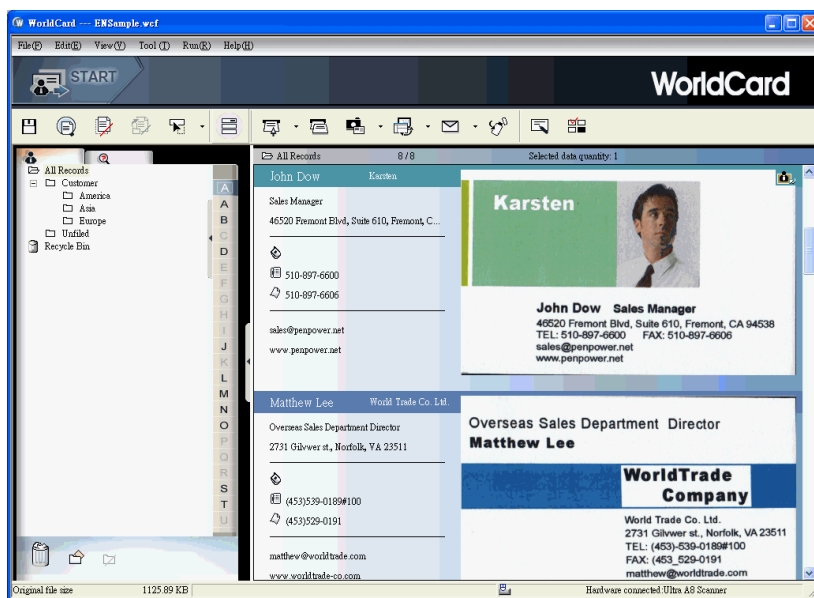 WorldCard --- ENSample.wcf
File(F) Edit(E) View(V) Tool (T) Run(R) Help(H)
START
WorldCard
All Records 8 / 8 Selected data quantity: 1
All Records
Customer
America
Asia
Europe
Unfiled
Recycle Bin
A
A
B
C
D
E
F
G
H
I
J
K
L
M
N
O
P
Q
R
S
T
U
John Dow Karsten
Sales Manager
46520 Fremont Blvd, Suite 610, Fremont, C...
510-897-6600
510-897-6606
sales@penpower.net
www.penpower.net
Karsten
John Dow Sales Manager
46520 Fremont Blvd, Suite 610, Fremont, CA 94538
TEL: 510-897-6600 FAX: 510-897-6606
sales@penpower.net
www.penpower.net
Matthew Lee World Trade Co. Ltd.
Overseas Sales Department Director
2731 Gilvwer st., Norfolk, VA 23511
(453)539-0189#100
(453)529-0191
matthew@worldtrade.com
www.worldtrade-co.com
Overseas Sales Department Director
Matthew Lee
WorldTrade
Company
World Trade Co. Ltd.
2731 Gilvwer st., Norfolk, VA 23511
TEL: (453)-539-0189#100
FAX: (453_529-0191
matthew@worldtrade.com
Original file size 1125.89 KB Hardware connected:Ultra A8 Scanner